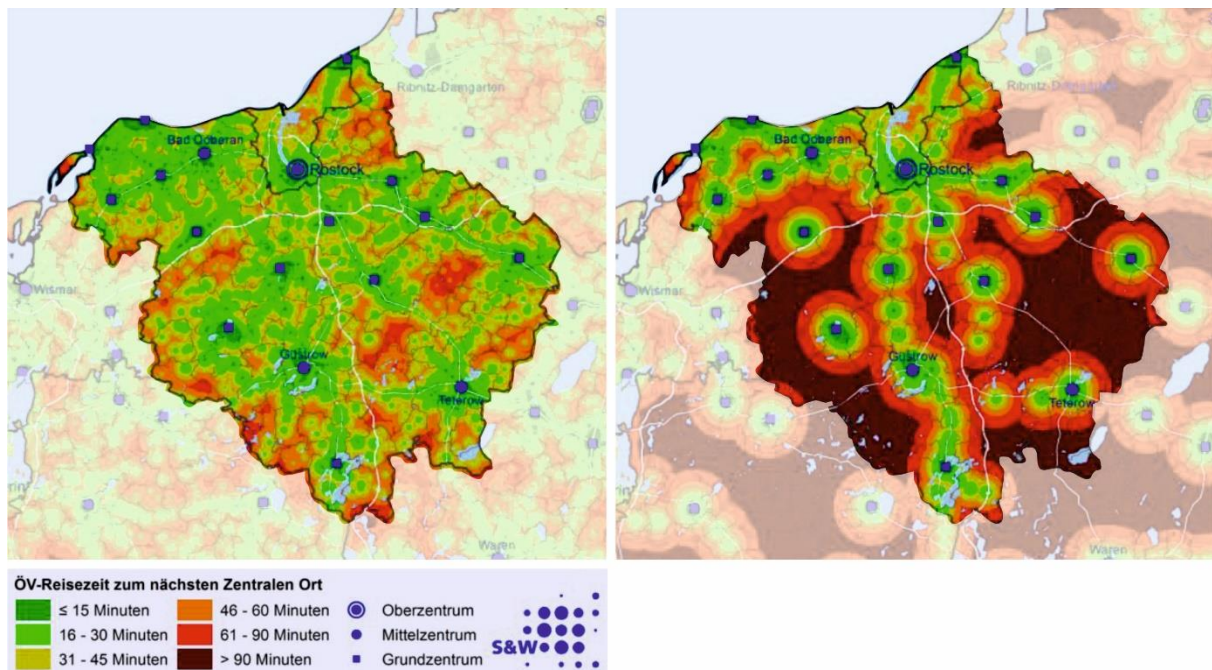 Ribnitz-Damgarten
Bad Doberan
Rostock
Wismar
Güstrow
Teterow
Waren
Ribnitz-Damgarten
Bad Doberan
Rostock
Güstrow
Teterow
Waren
ÖV-Reisezeit zum nächsten Zentralen Ort
≤ 15 Minuten
46 - 60 Minuten
Oberzentrum
16 - 30 Minuten
61 - 90 Minuten
Mittelzentrum
31 - 45 Minuten
> 90 Minuten
Grundzentrum
S&W